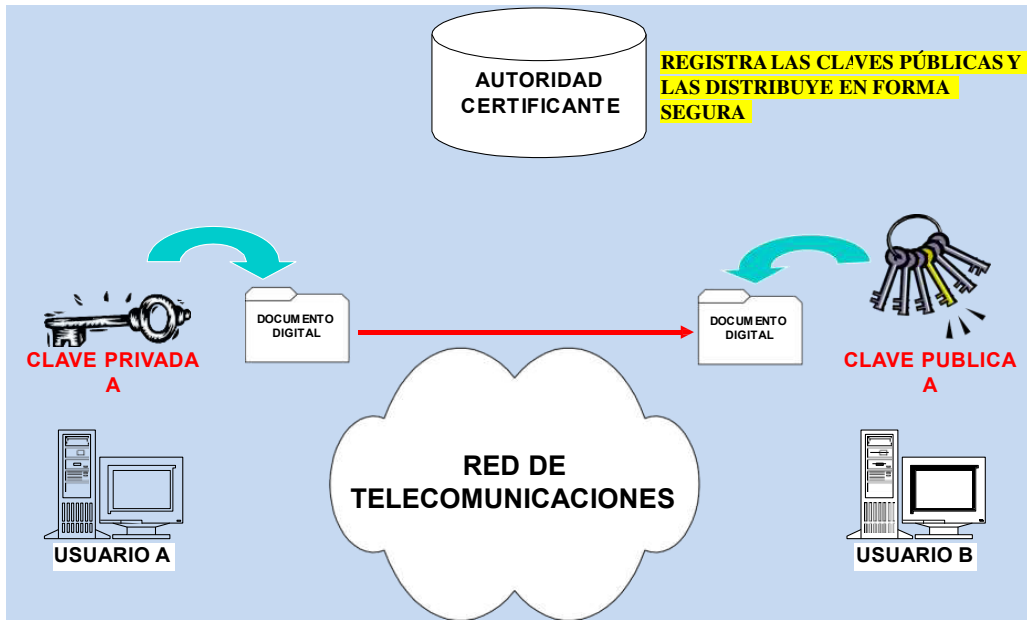 AUTORIDAD
CERTIFICANTE
REGISTRA LAS CLAVES PÚBLICAS Y
LAS DISTRIBUYE EN FORMA
SEGURA
DOCUMENTO
DIGITAL
DOCUMENTO
DIGITAL
CLAVE PRIVADA
A
CLAVE PUBLICA
A
RED DE
TELECOMUNICACIONES
USUARIO A
USUARIO B